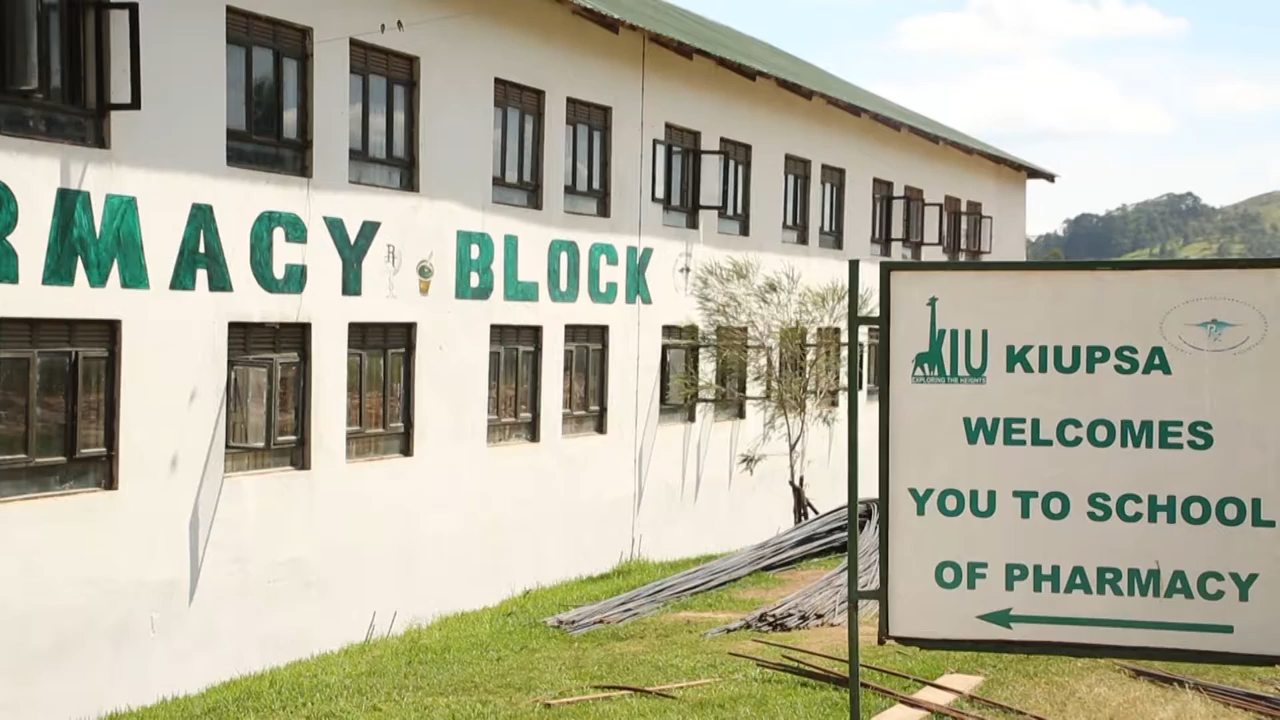 RMACY BLOCK
KIU KIUPSA
EXPLORING THE HEIGHTS
WELCOMES
YOU TO SCHOOL
OF PHARMACY